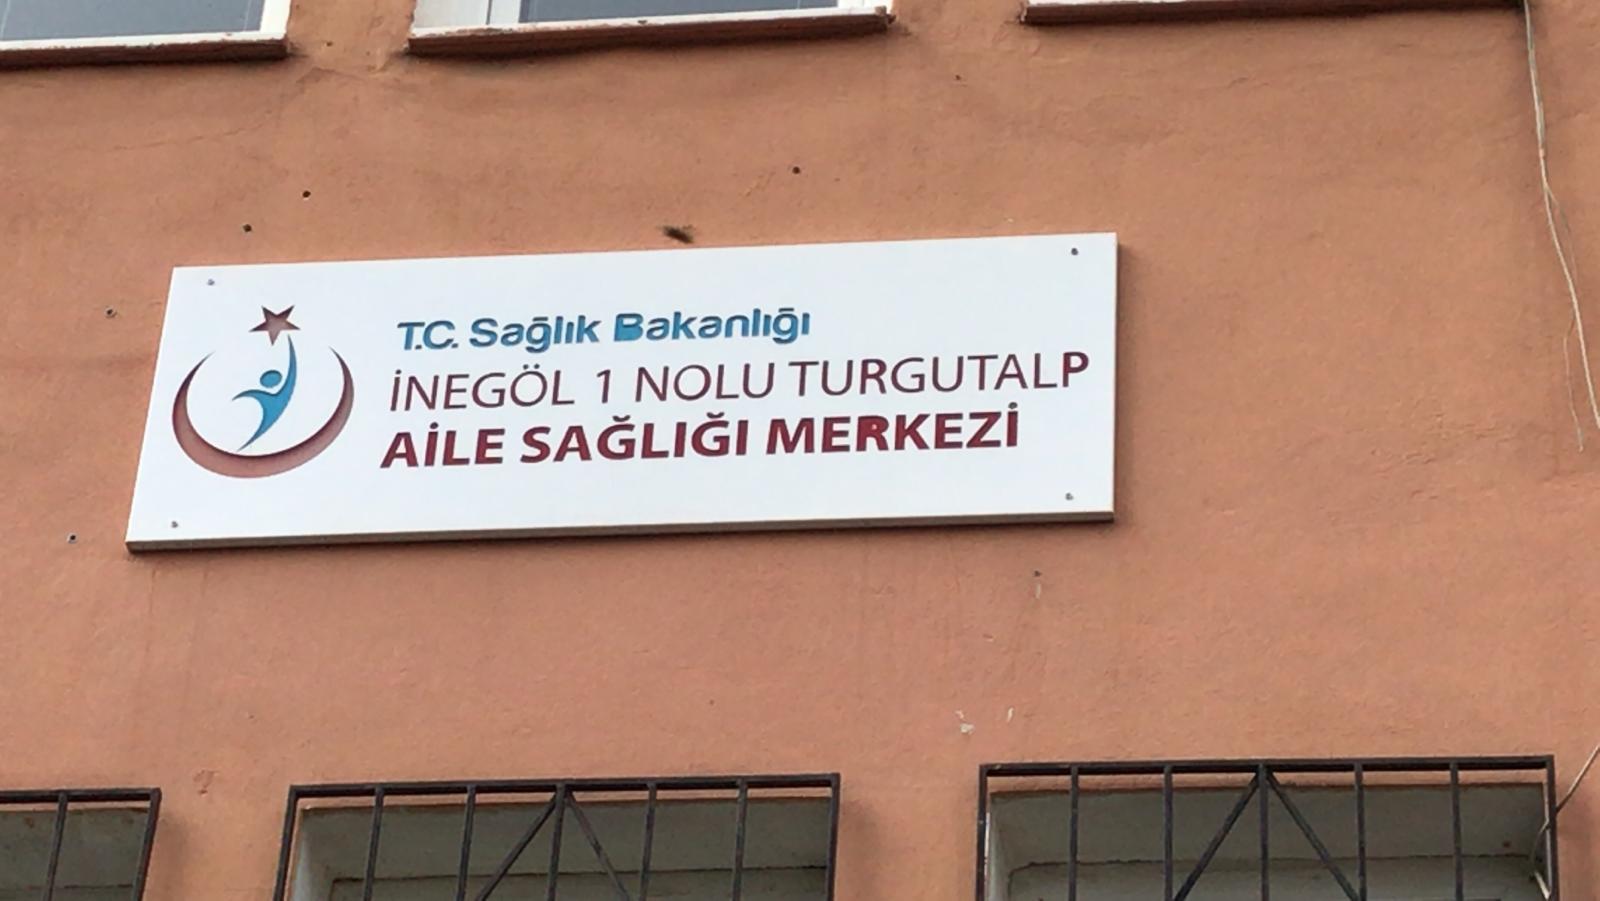 T.C. Sağlık Bakanlığı
İNEGÖL 1 NOLU TURGUTALP
AİLE SAĞLIĞI MERKEZİ